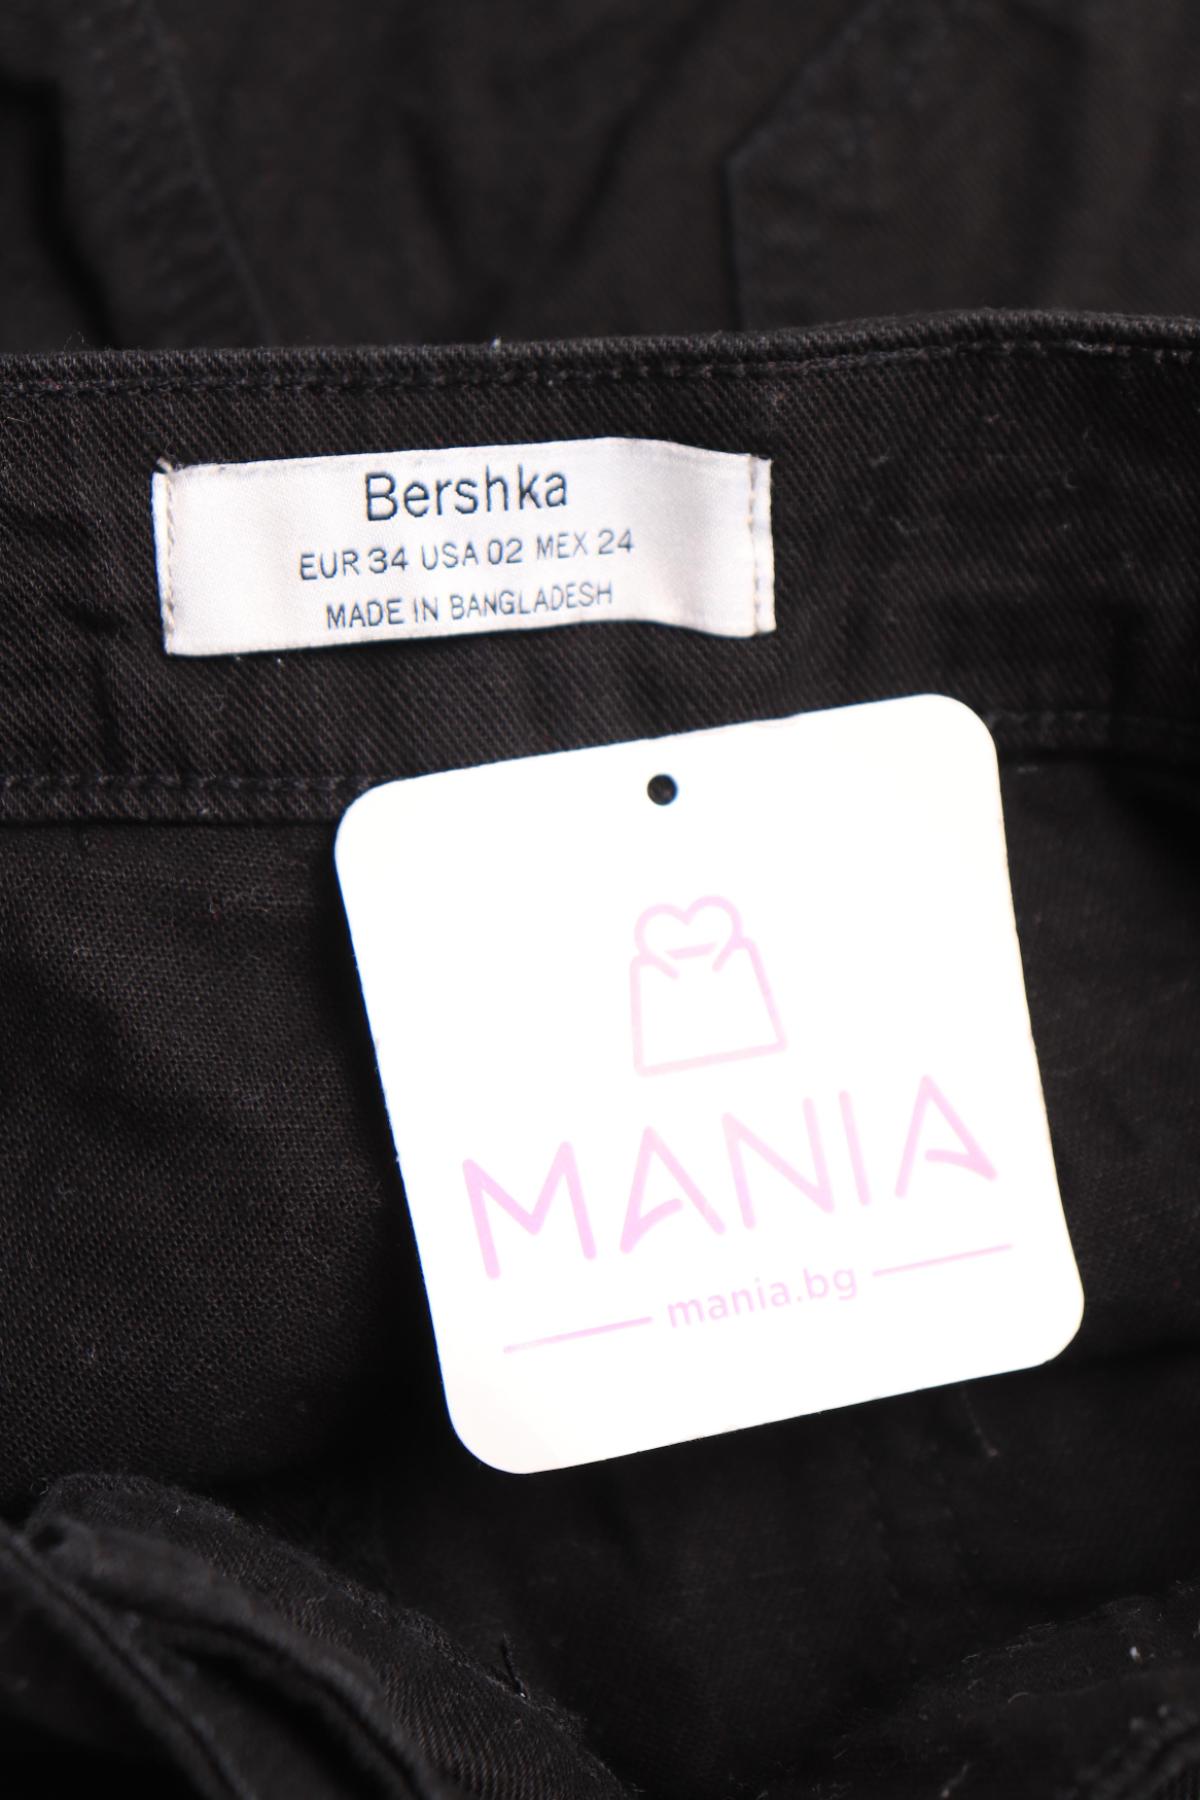 Bershka
EUR 34 USA 02 MEX 24
MADE IN BANGLADESH
MANIA
mania.bg